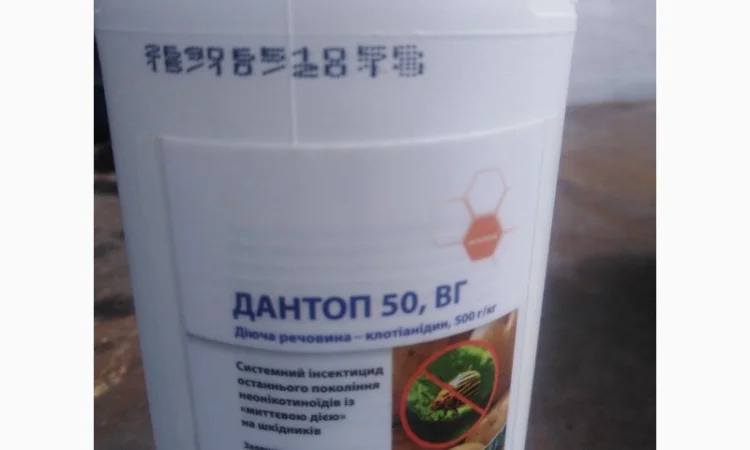 ДАНТОП 50, ВГ
Діюча речовина – клотіанідин, 500 г/кг
Системний інсектицид
останнього покоління
неонікотиноїдів із
«миттєвою дією»
на шкідників